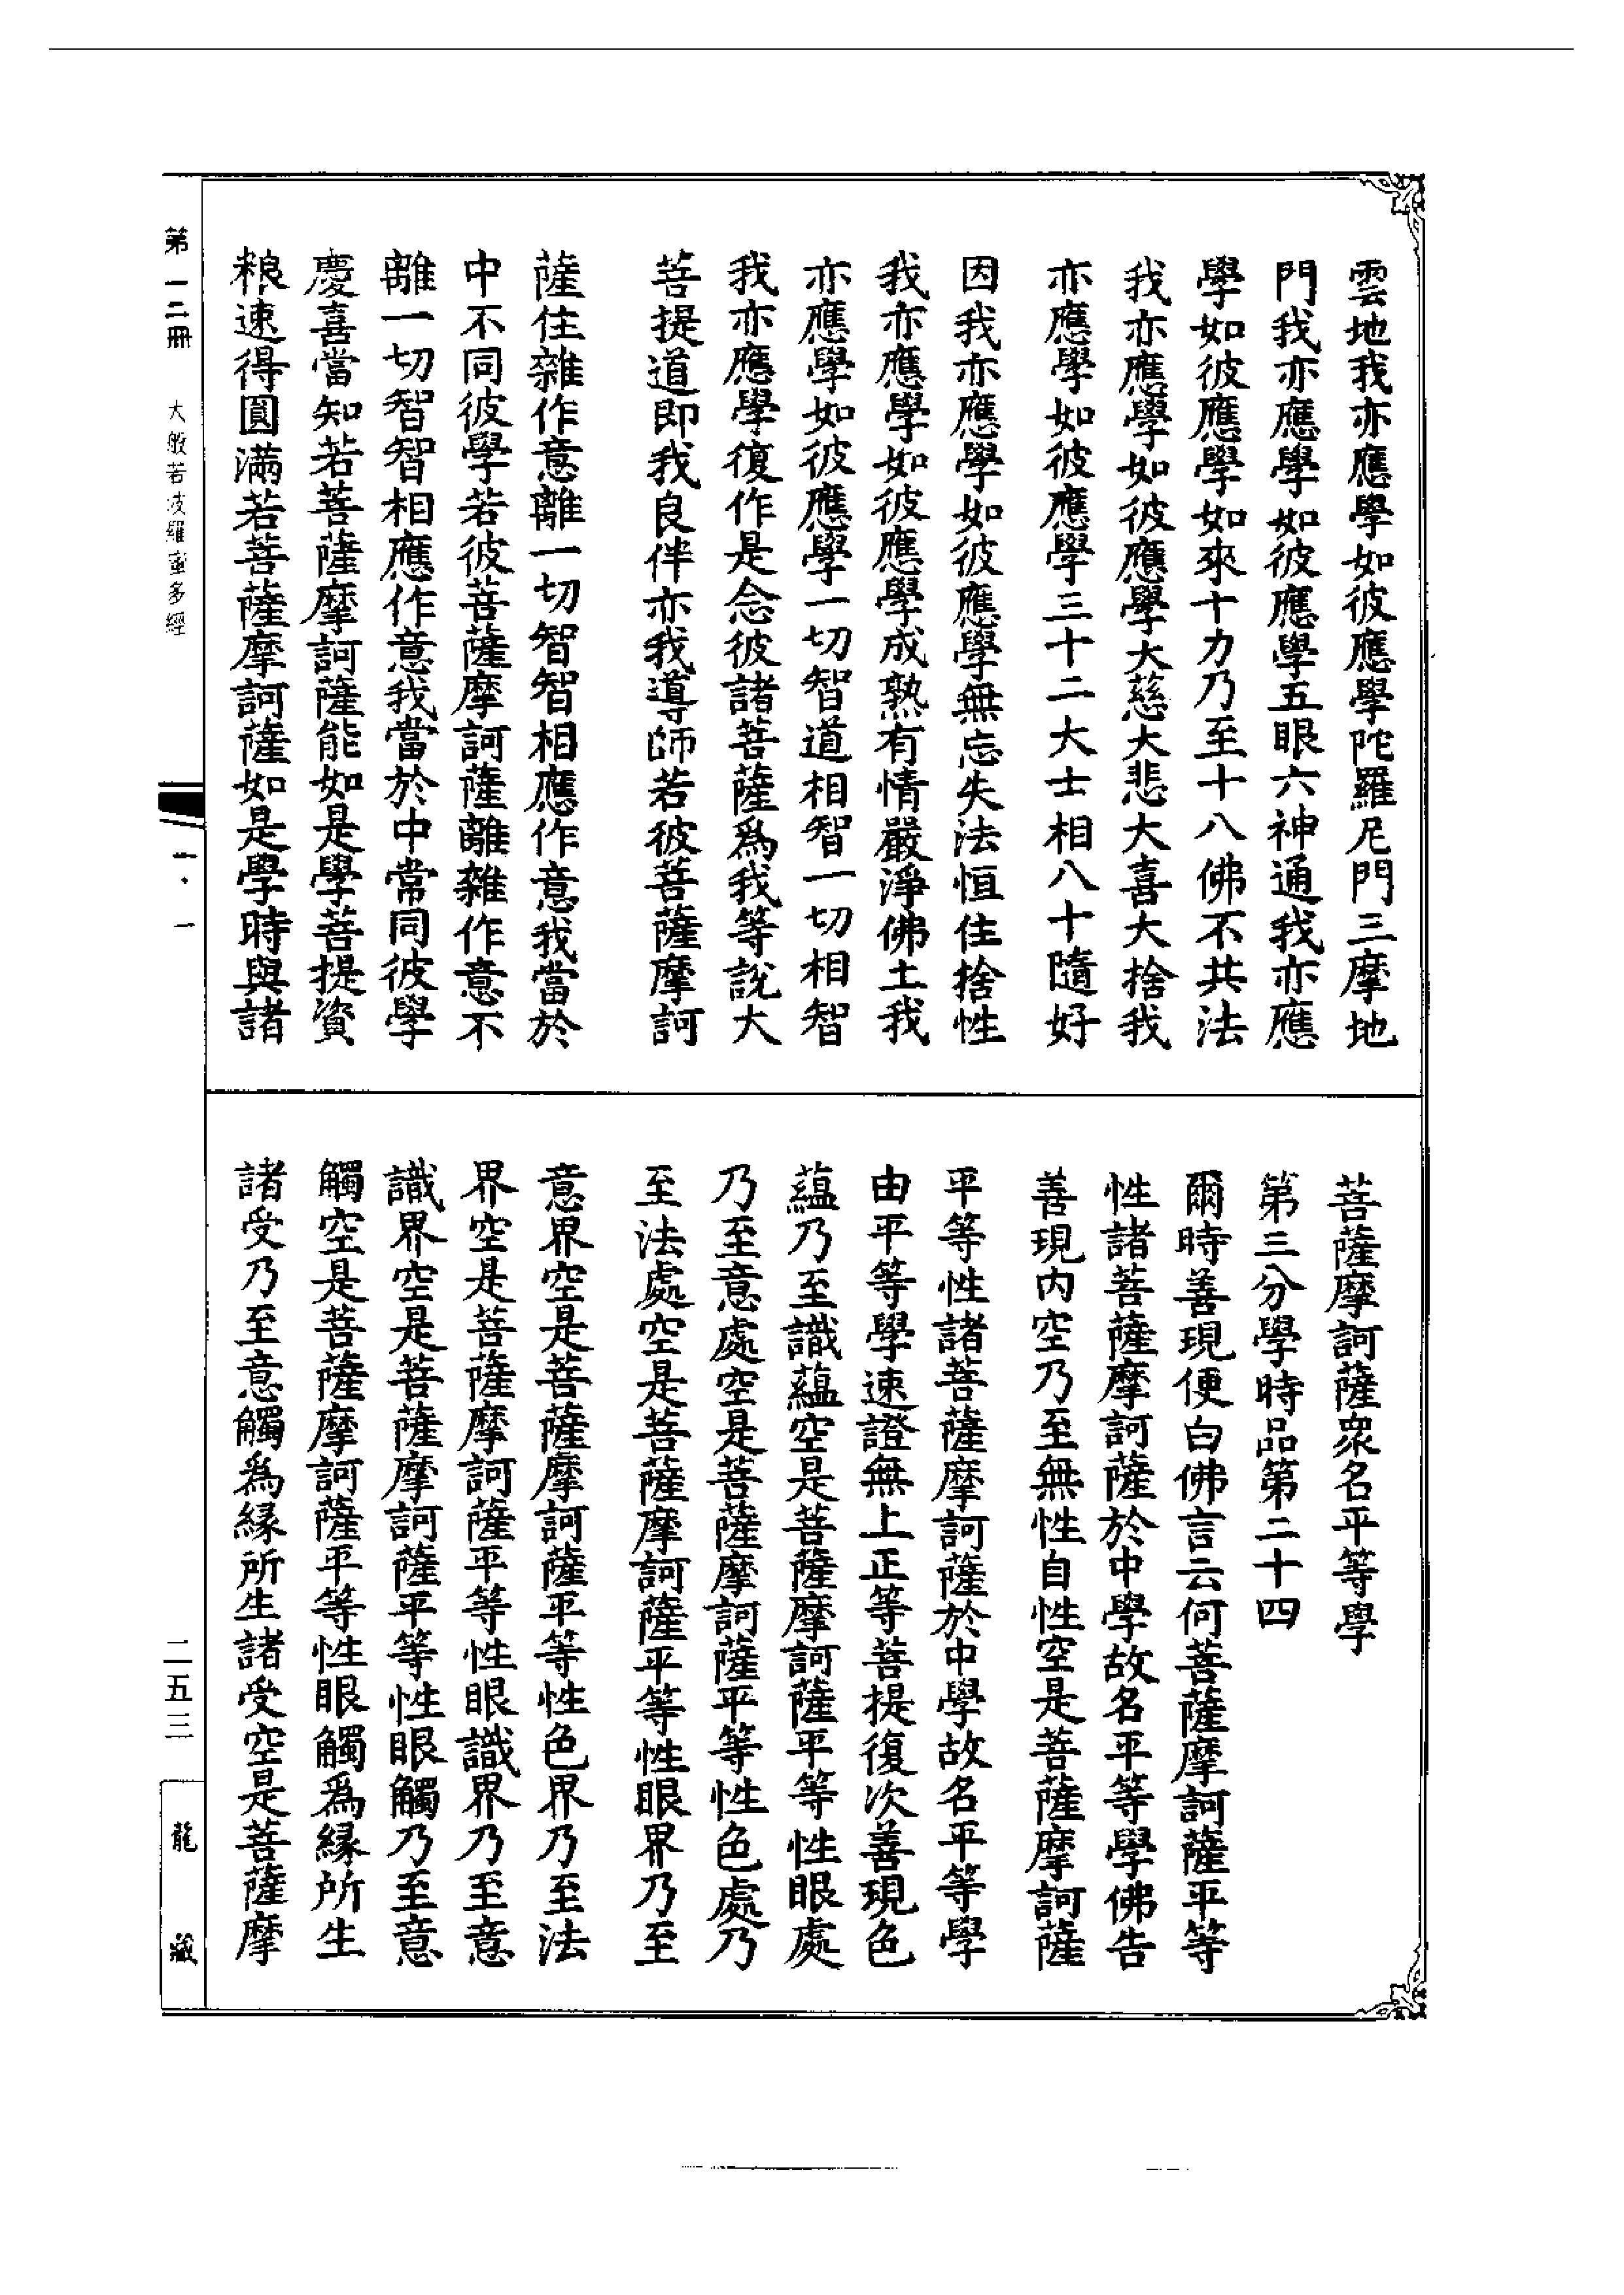 雲地我亦應學如彼應學陀羅尼門三摩地
門我亦應學如彼應學五眼六神通我亦應
學如彼應學如來十力乃至十八佛不共法
我亦應學如彼應學大慈大悲大喜大捨我
亦應學如彼應學三十二大士相八十隨好
因我亦應學如彼應學無忘失法恒住捨性
我亦應學如彼應學成熟有情嚴淨佛土我
亦應學如彼應學一切智道相智一切相智
我亦應學復作是念彼諸菩薩爲我等說大
菩提道即我良伴亦我導師若彼菩薩摩訶
薩住雜作意離一切智智相應作意我當於
中不同彼學若彼菩薩摩訶薩離雜作意不
離一切智智相應作意我當於中常同彼學
慶喜當知若菩薩摩訶薩能如是學菩提資
粮速得圓滿若菩薩摩訶薩如是學時與諸
菩薩摩訶薩衆名平等學
第三分學時品第二十四
爾時善現便白佛言云何菩薩摩訶薩平等
性諸菩薩摩訶薩於中學故名平等學佛告
善現内空乃至無性自性空是菩薩摩訶薩
平等性諸菩薩摩訶薩於中學故名平等學
由平等學速證無上正等菩提復次善現色
蘊乃至識蘊空是菩薩摩訶薩平等性眼處
乃至意處空是菩薩摩訶薩平等性色處乃
至法處空是菩薩摩訶薩平等性眼界乃至
意界空是菩薩摩訶薩平等性色界乃至法
界空是菩薩摩訶薩平等性眼識界乃至意
識界空是菩薩摩訶薩平等性眼觸乃至意
觸空是菩薩摩訶薩平等性眼觸爲緣所生
諸受乃至意觸爲緣所生諸受空是菩薩摩
第一二冊
大般若波羅蜜多經
一·一
二五三
龍藏